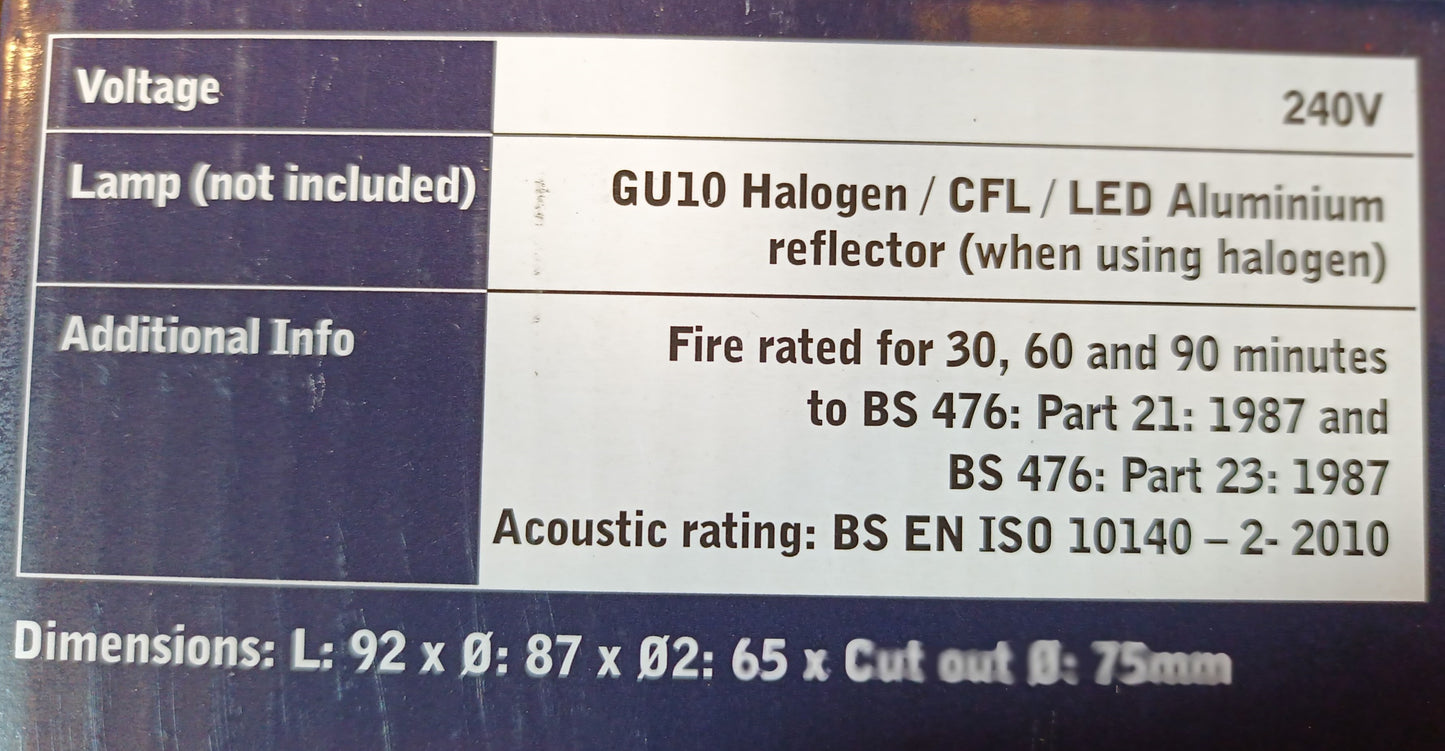 Voltage
240V
Lamp (not included)
GU10 Halogen / CFL / LED Aluminium
reflector (when using halogen)
Additional Info
Fire rated for 30, 60 and 90 minutes
to BS 476: Part 21: 1987 and
BS 476: Part 23: 1987
Acoustic rating: BS EN ISO 10140 – 2- 2010
Dimensions: L: 92 x Ø: 87 x Ø2: 65 x Cut out Ø: 75mm